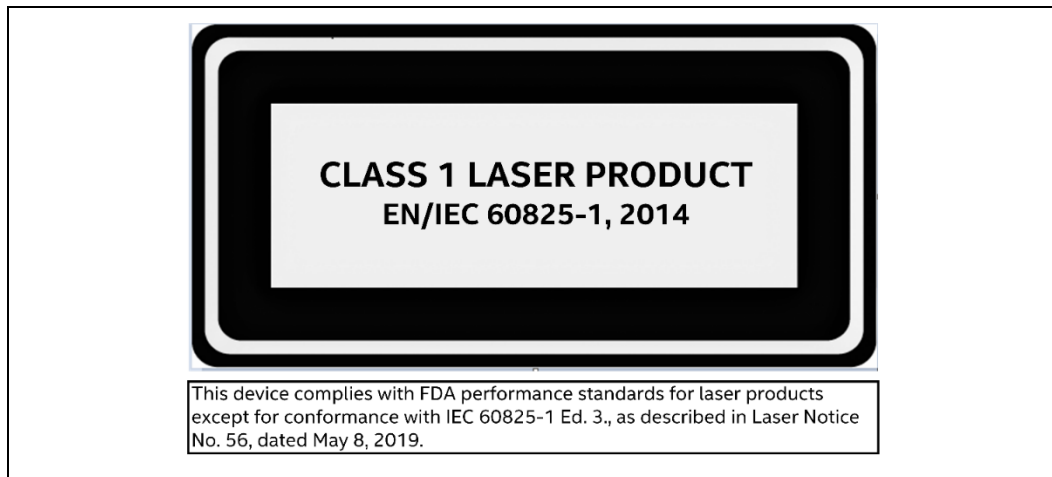 CLASS 1 LASER PRODUCT
EN/IEC 60825-1, 2014
This device complies with FDA performance standards for laser products
except for conformance with IEC 60825-1 Ed. 3., as described in Laser Notice
No. 56, dated May 8, 2019.